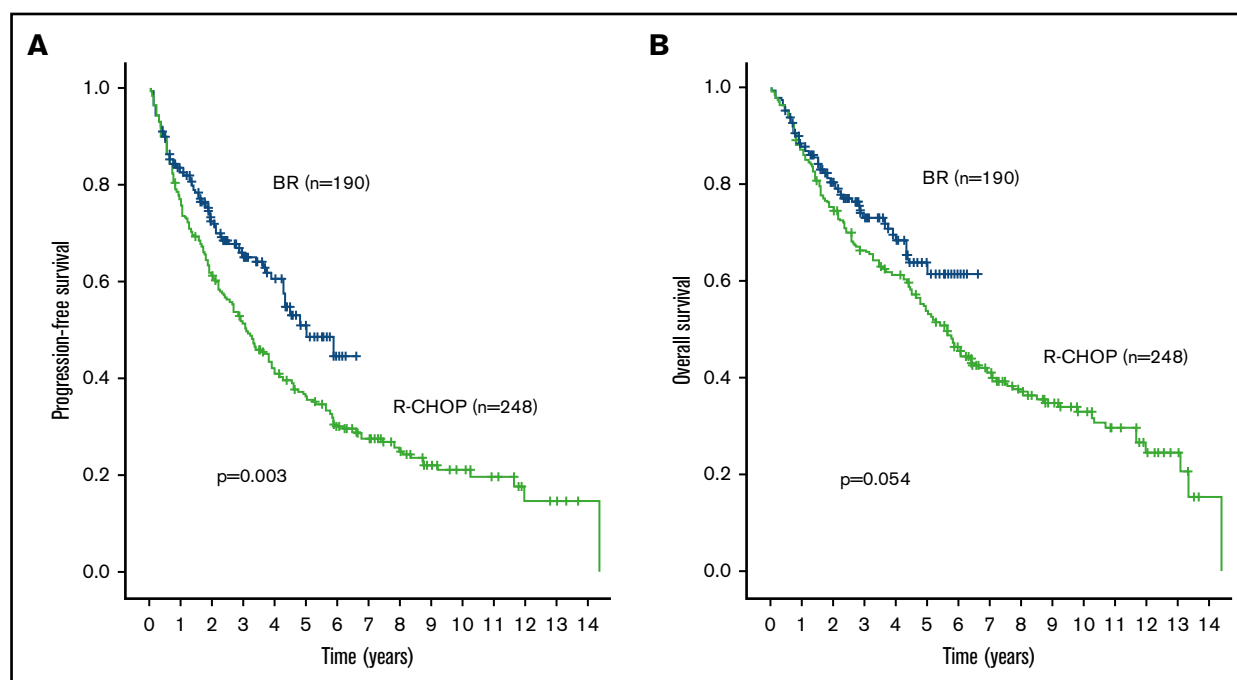 A
Progression-free survival
1.0
0.8
0.6
0.4
0.2
0.0
BR (n=190)
R-CHOP (n=248)
p=0.003
0 1 2 3 4 5 6 7 8 9 10 11 12 13 14
Time (years)
B
Overall survival
1.0
0.8
0.6
0.4
0.2
0.0
BR (n=190)
R-CHOP (n=248)
p=0.054
0 1 2 3 4 5 6 7 8 9 10 11 12 13 14
Time (years)